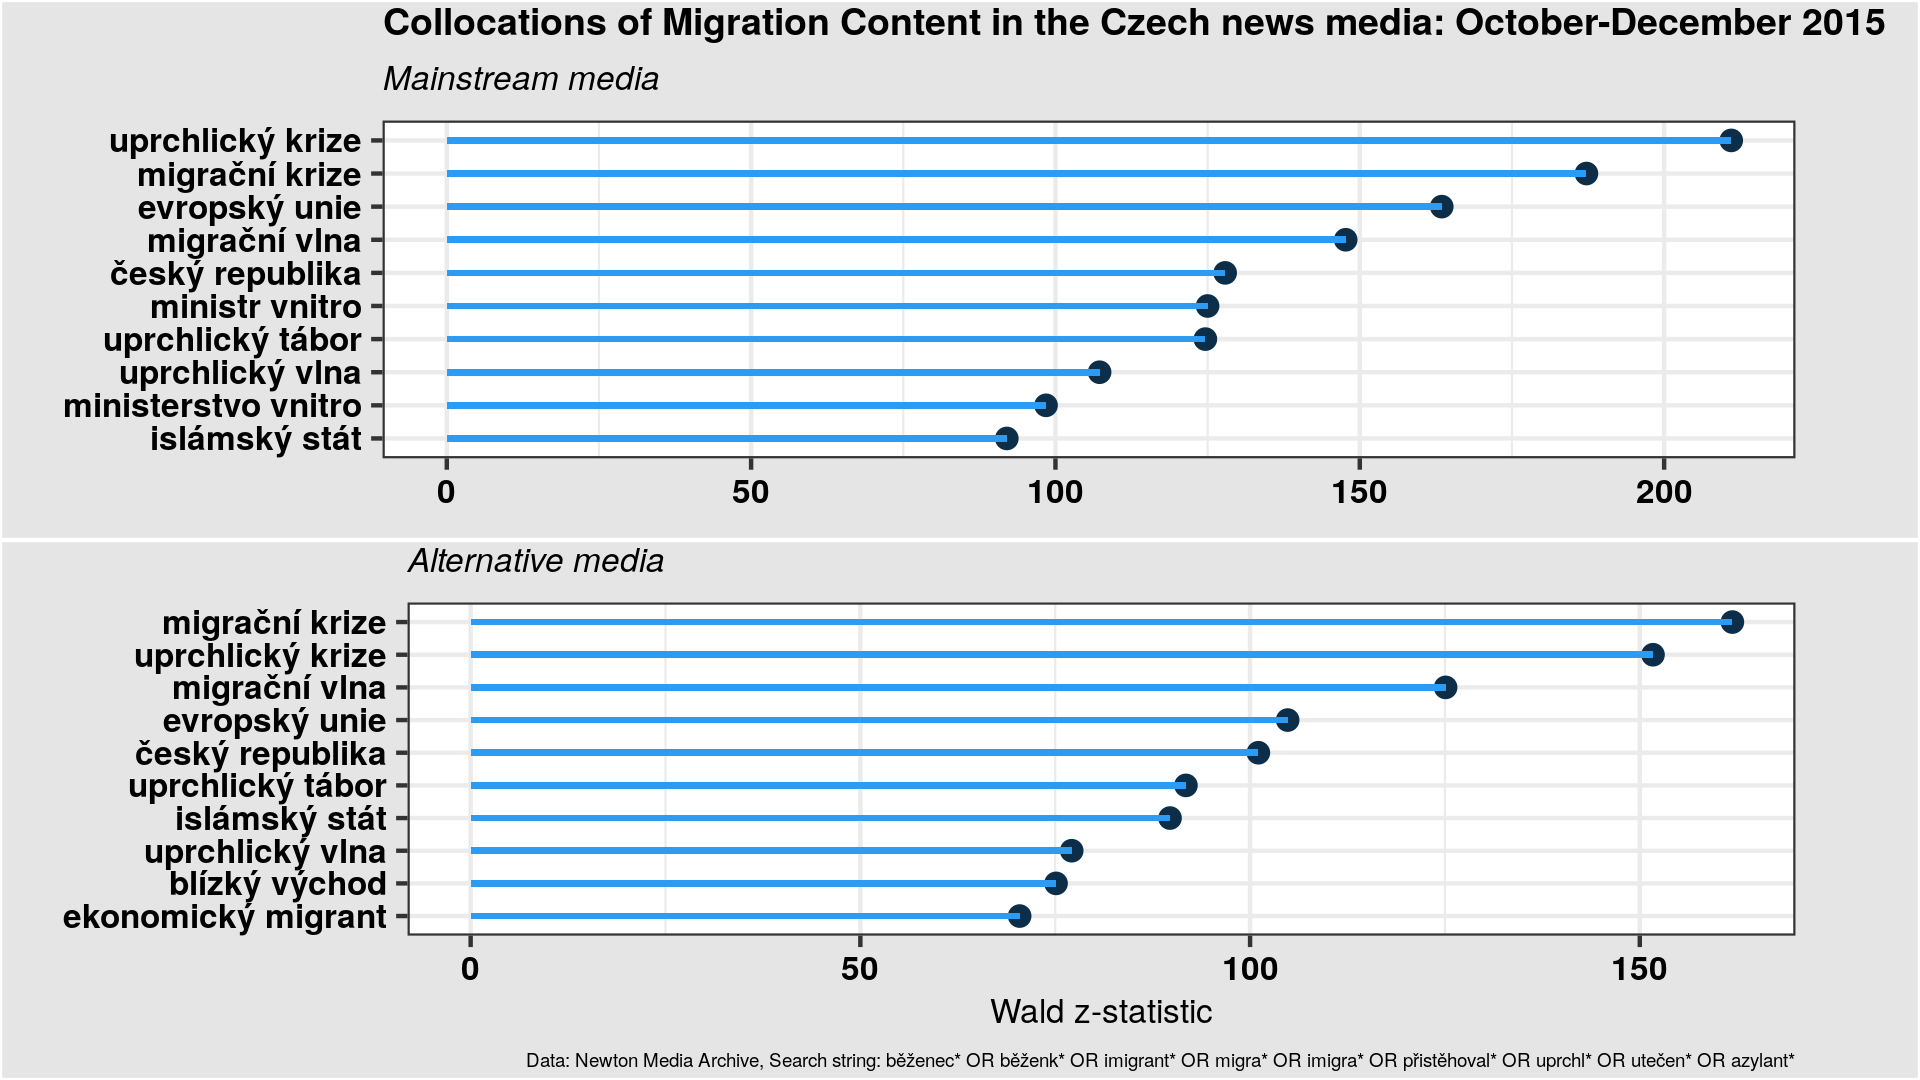 Collocations of Migration Content in the Czech news media: October-December 2015
Mainstream media
uprchlický krize
migrační krize
evropský unie
migrační vlna
český republika
ministr vnitro
uprchlický tábor
uprchlický vlna
ministerstvo vnitro
islámský stát
0 50 100 150 200
Alternative media
migrační krize
uprchlický krize
migrační vlna
evropský unie
český republika
uprchlický tábor
islámský stát
uprchlický vlna
blízký východ
ekonomický migrant
0 50 100 150
Wald z-statistic
Data: Newton Media Archive, Search string: běženec* OR běženk* OR imigrant* OR migra* OR imigra* OR přistěhoval* OR uprchl* OR utečen* OR azylant*